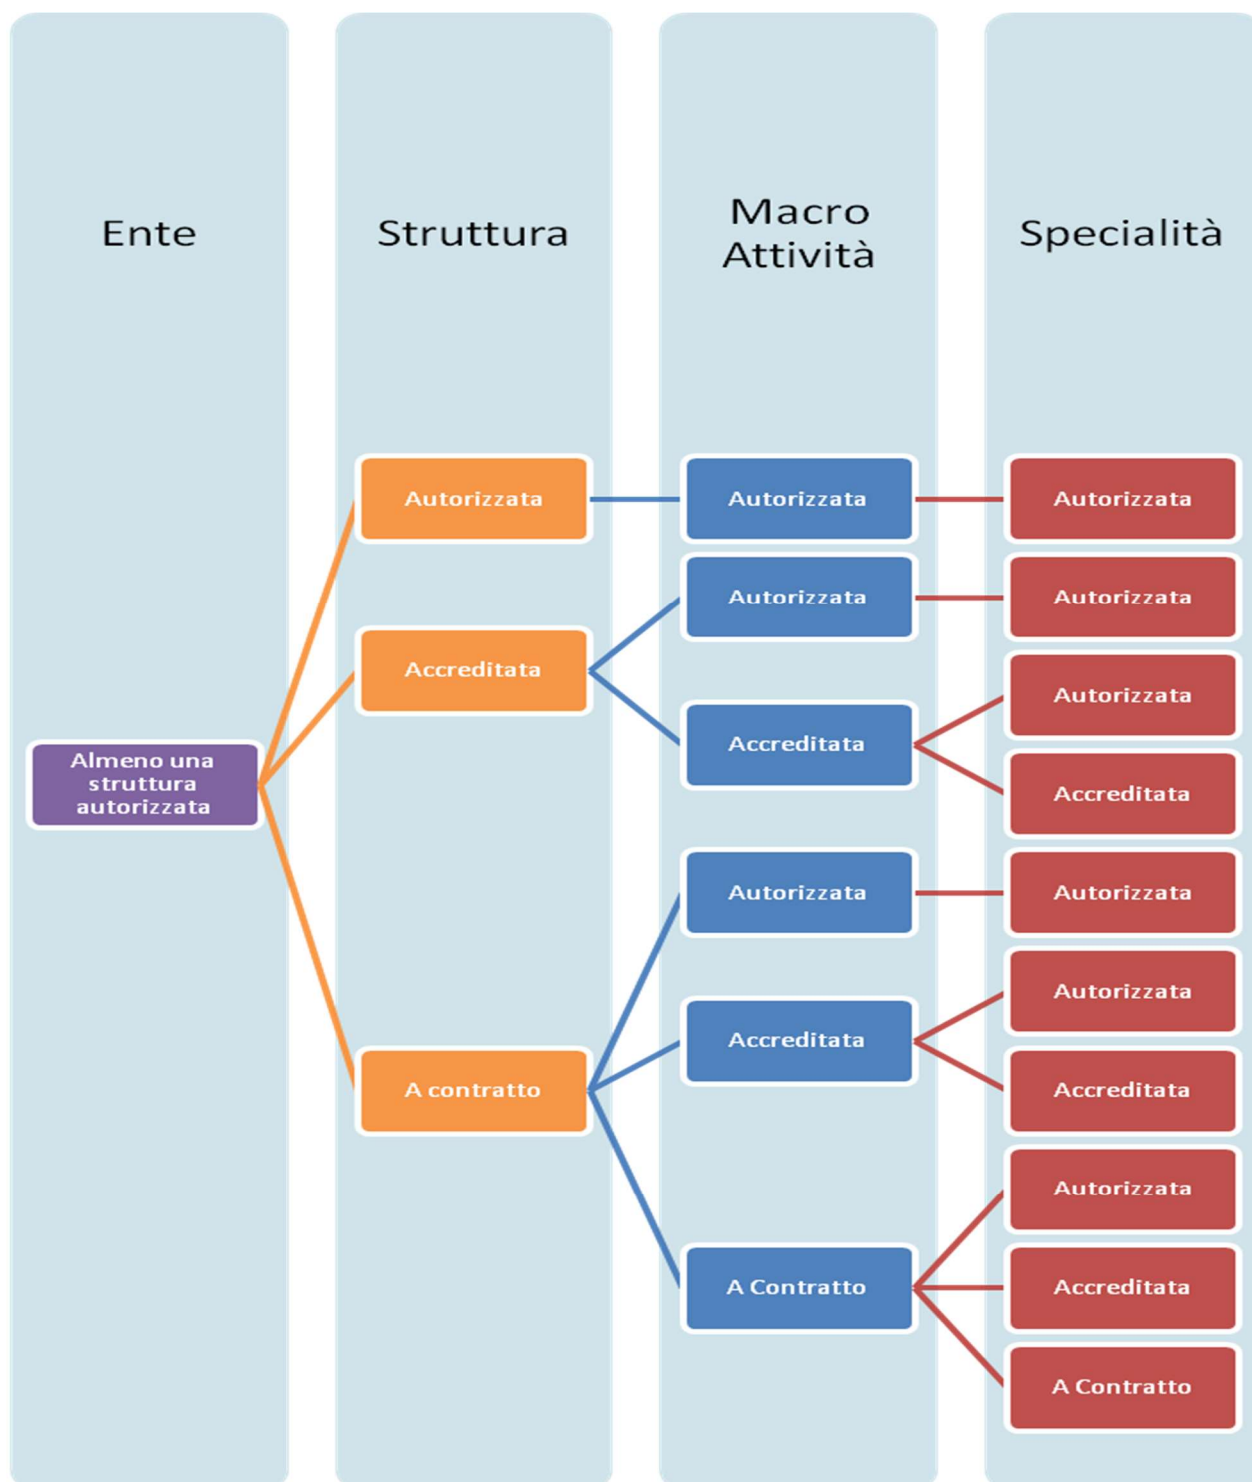 Ente
Struttura
Macro
Attività
Specialità
Almeno una
struttura
autorizzata
Autorizzata
Accreditata
A contratto
Autorizzata
Autorizzata
Accreditata
Autorizzata
Accreditata
A Contratto
Autorizzata
Autorizzata
Autorizzata
Accreditata
Autorizzata
Autorizzata
Accreditata
Autorizzata
Accreditata
A Contratto